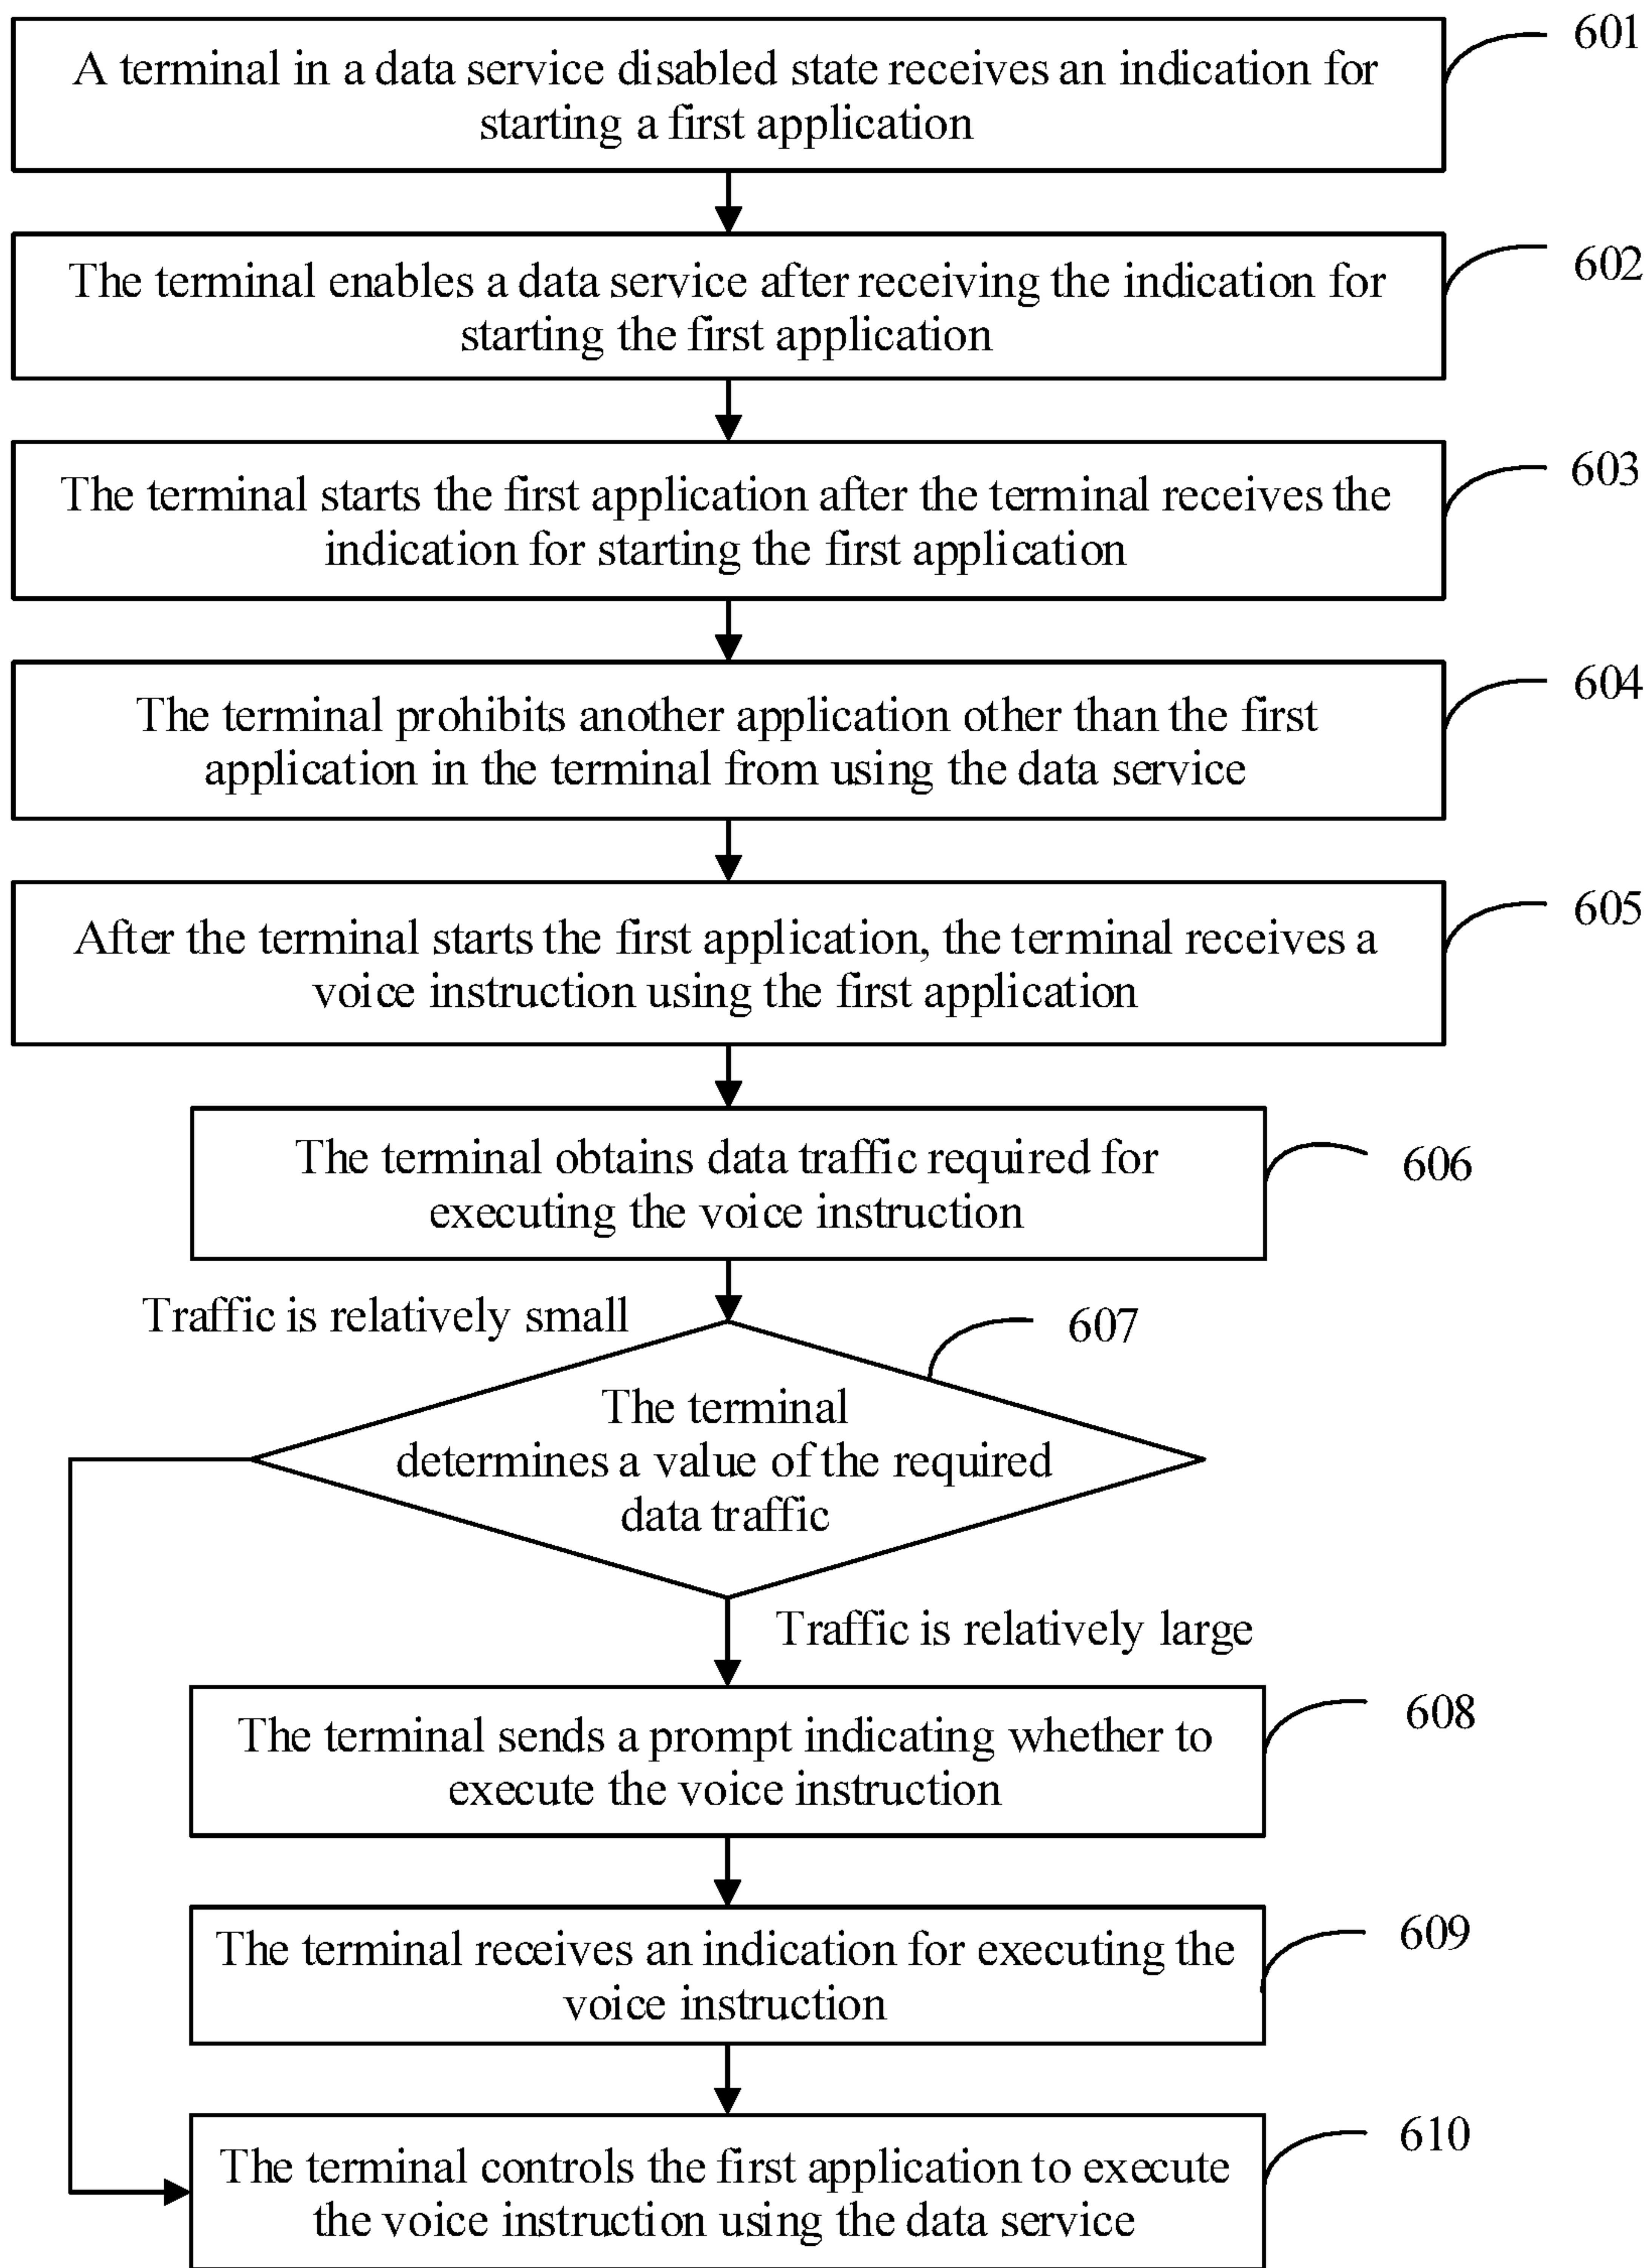 601
A terminal in a data service disabled state receives an indication for
starting a first application
602
The terminal enables a data service after receiving the indication for
starting the first application
603
The terminal starts the first application after the terminal receives the
indication for starting the first application
604
The terminal prohibits another application other than the first
application in the terminal from using the data service
605
After the terminal starts the first application, the terminal receives a
voice instruction using the first application
606
The terminal obtains data traffic required for
executing the voice instruction
Traffic is relatively small
607
The terminal
determines a value of the required
data traffic
Traffic is relatively large
608
The terminal sends a prompt indicating whether to
execute the voice instruction
609
The terminal receives an indication for executing the
voice instruction
610
The terminal controls the first application to execute
the voice instruction using the data service